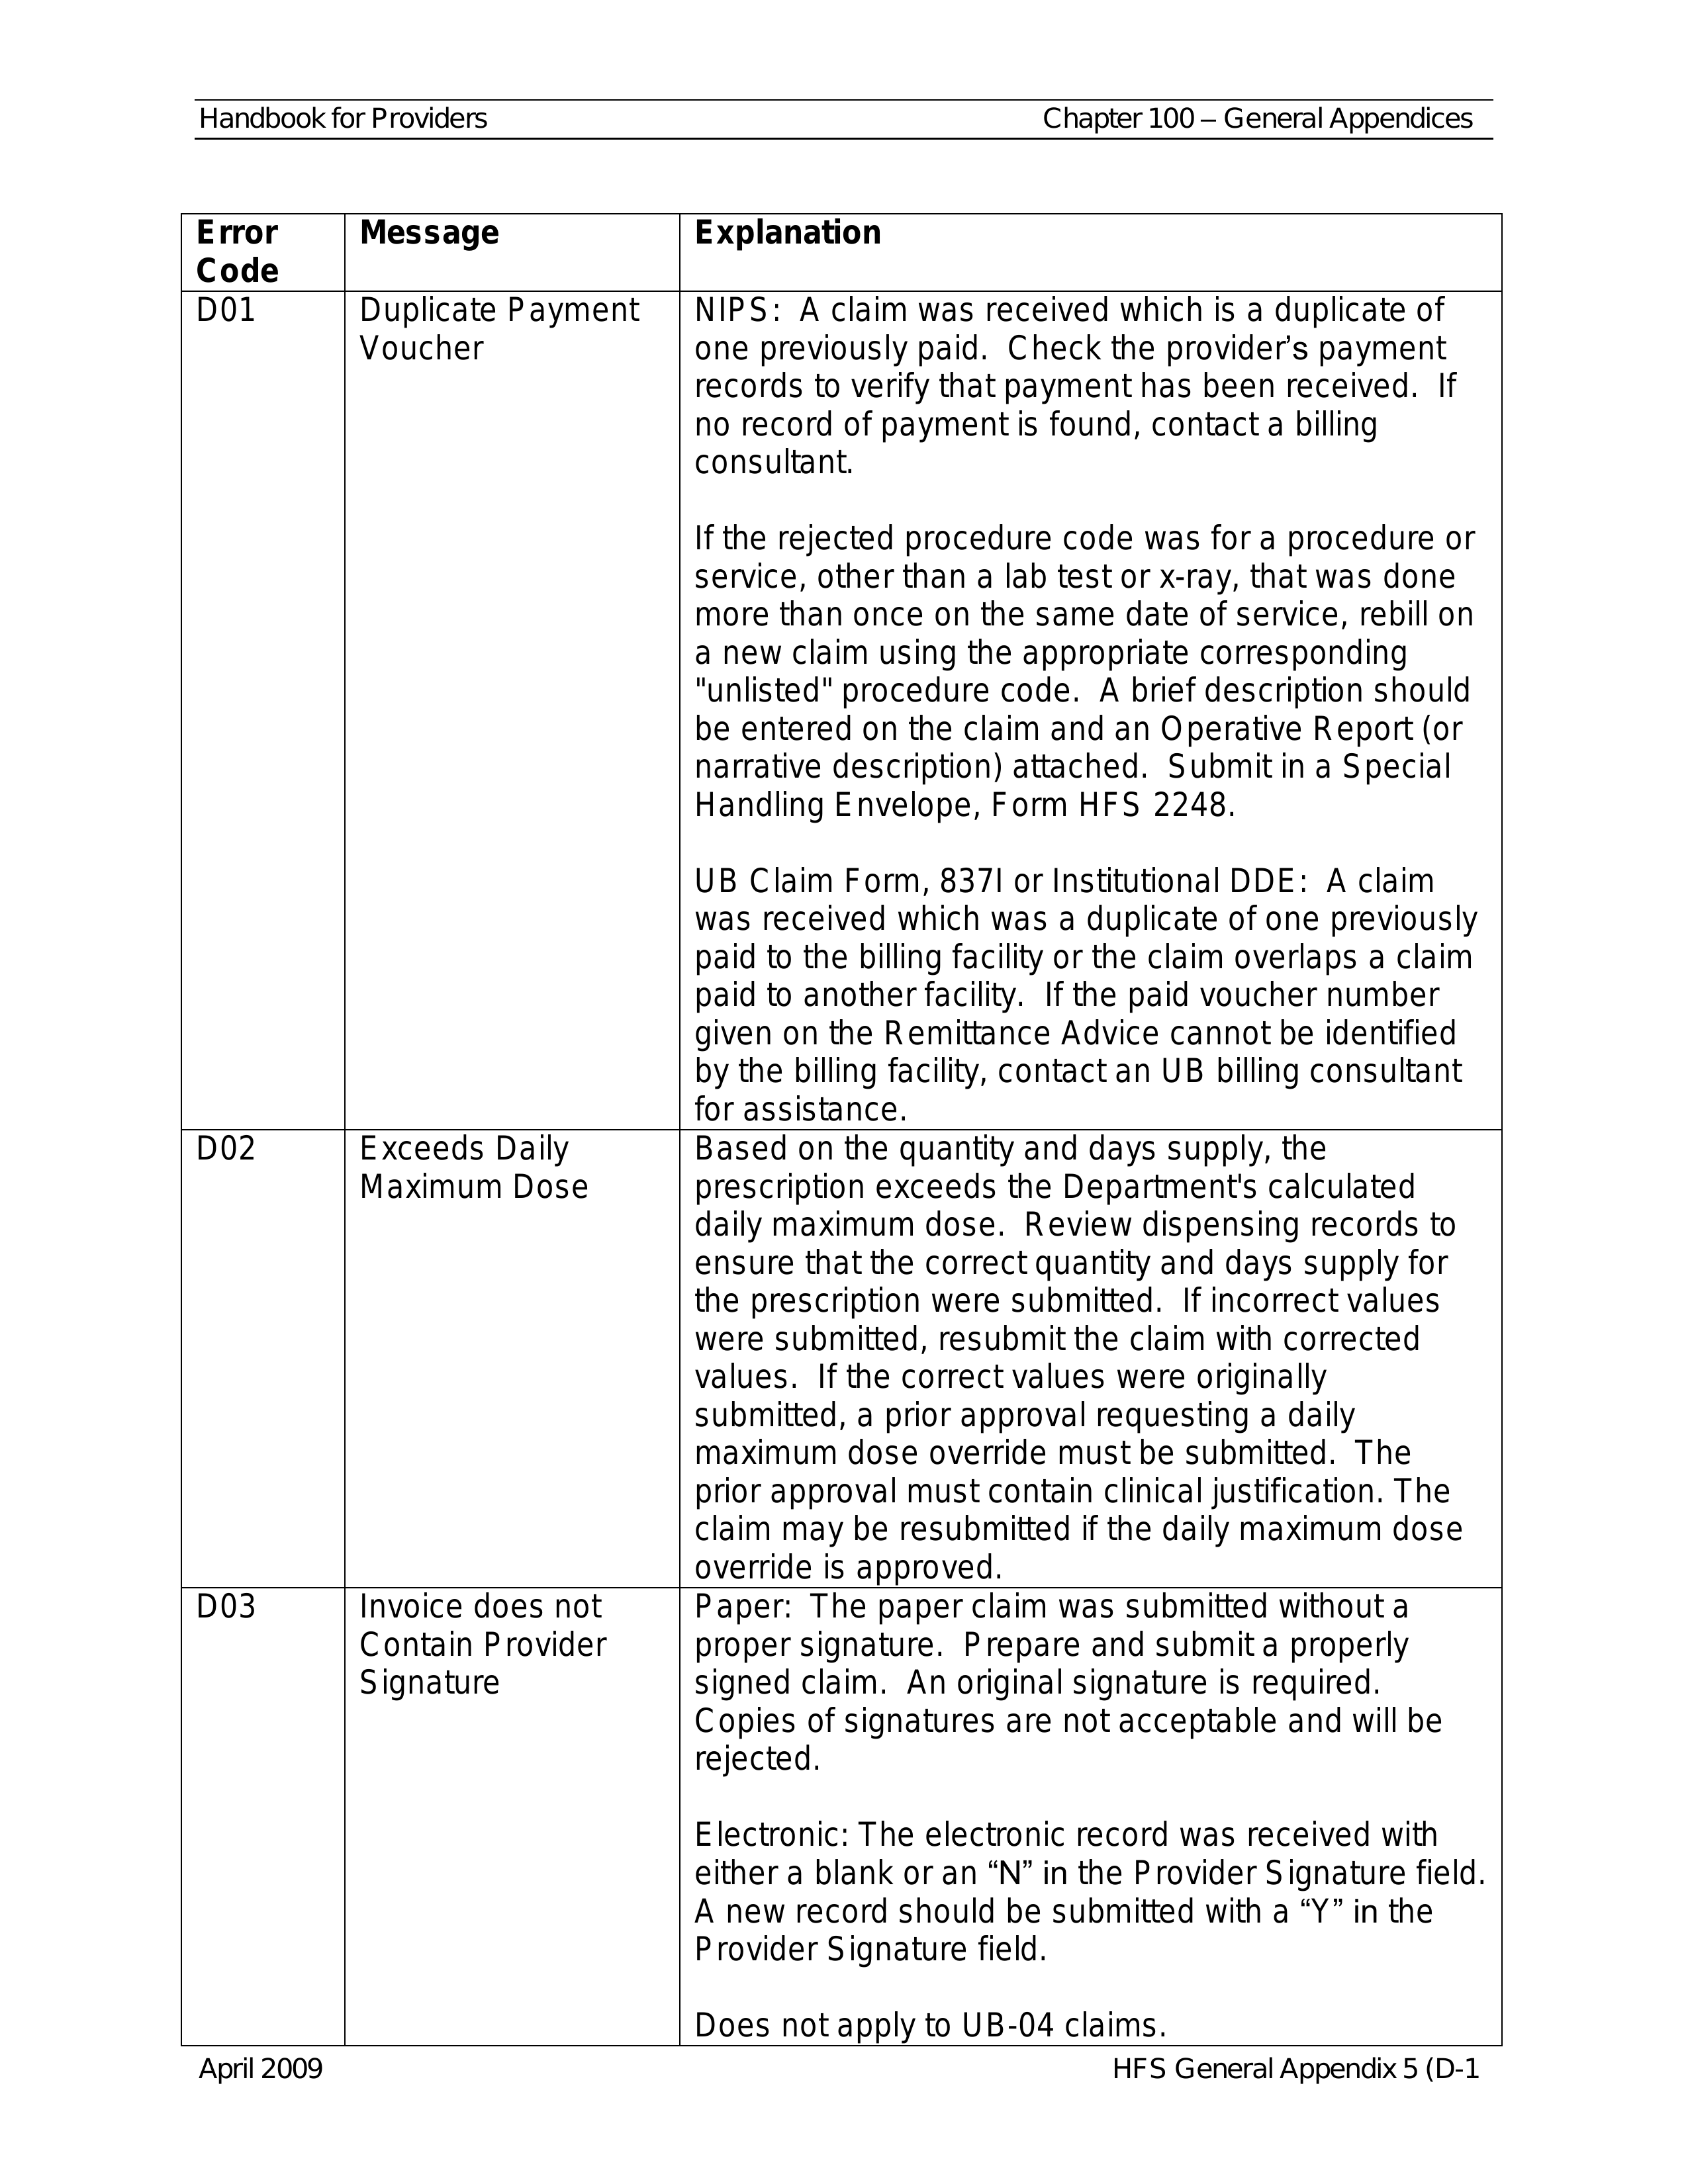 Handbook for Providers
Chapter 100 – General Appendices
Error
Code
Message
Explanation
D01
Duplicate Payment
Voucher
NIPS:  A claim was received which is a duplicate of
one previously paid.  Check the provider’s payment
records to verify that payment has been received.  If
no record of payment is found, contact a billing
consultant.
If the rejected procedure code was for a procedure or
service, other than a lab test or x-ray, that was done
more than once on the same date of service, rebill on
a new claim using the appropriate corresponding
"unlisted" procedure code.  A brief description should
be entered on the claim and an Operative Report (or
narrative description) attached.  Submit in a Special
Handling Envelope, Form HFS 2248.
UB Claim Form, 837I or Institutional DDE:  A claim
was received which was a duplicate of one previously
paid to the billing facility or the claim overlaps a claim
paid to another facility.  If the paid voucher number
given on the Remittance Advice cannot be identified
by the billing facility, contact an UB billing consultant
for assistance.
D02
Exceeds Daily
Maximum Dose
Based on the quantity and days supply, the
prescription exceeds the Department's calculated
daily maximum dose.  Review dispensing records to
ensure that the correct quantity and days supply for
the prescription were submitted.  If incorrect values
were submitted, resubmit the claim with corrected
values.  If the correct values were originally
submitted, a prior approval requesting a daily
maximum dose override must be submitted.  The
prior approval must contain clinical justification. The
claim may be resubmitted if the daily maximum dose
override is approved.
D03
Invoice does not
Contain Provider
Signature
Paper:  The paper claim was submitted without a
proper signature.  Prepare and submit a properly
signed claim.  An original signature is required.
Copies of signatures are not acceptable and will be
rejected.
Electronic: The electronic record was received with
either a blank or an “N” in the Provider Signature field.
A new record should be submitted with a “Y” in the
Provider Signature field.
Does not apply to UB-04 claims.
April 2009
HFS General Appendix 5 (D-1